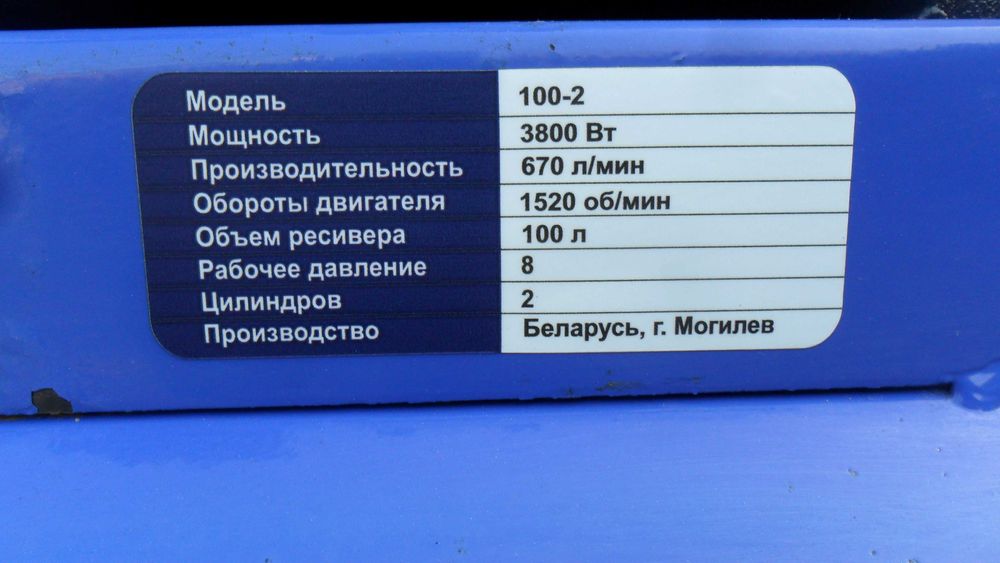 Модель 100-2
Мощность 3800 Вт
Производительность 670 л/мин
Обороты двигателя 1520 об/мин
Объем ресивера 100 л
Рабочее давление 8
Цилиндров 2
Производство Беларусь, г. Могилев